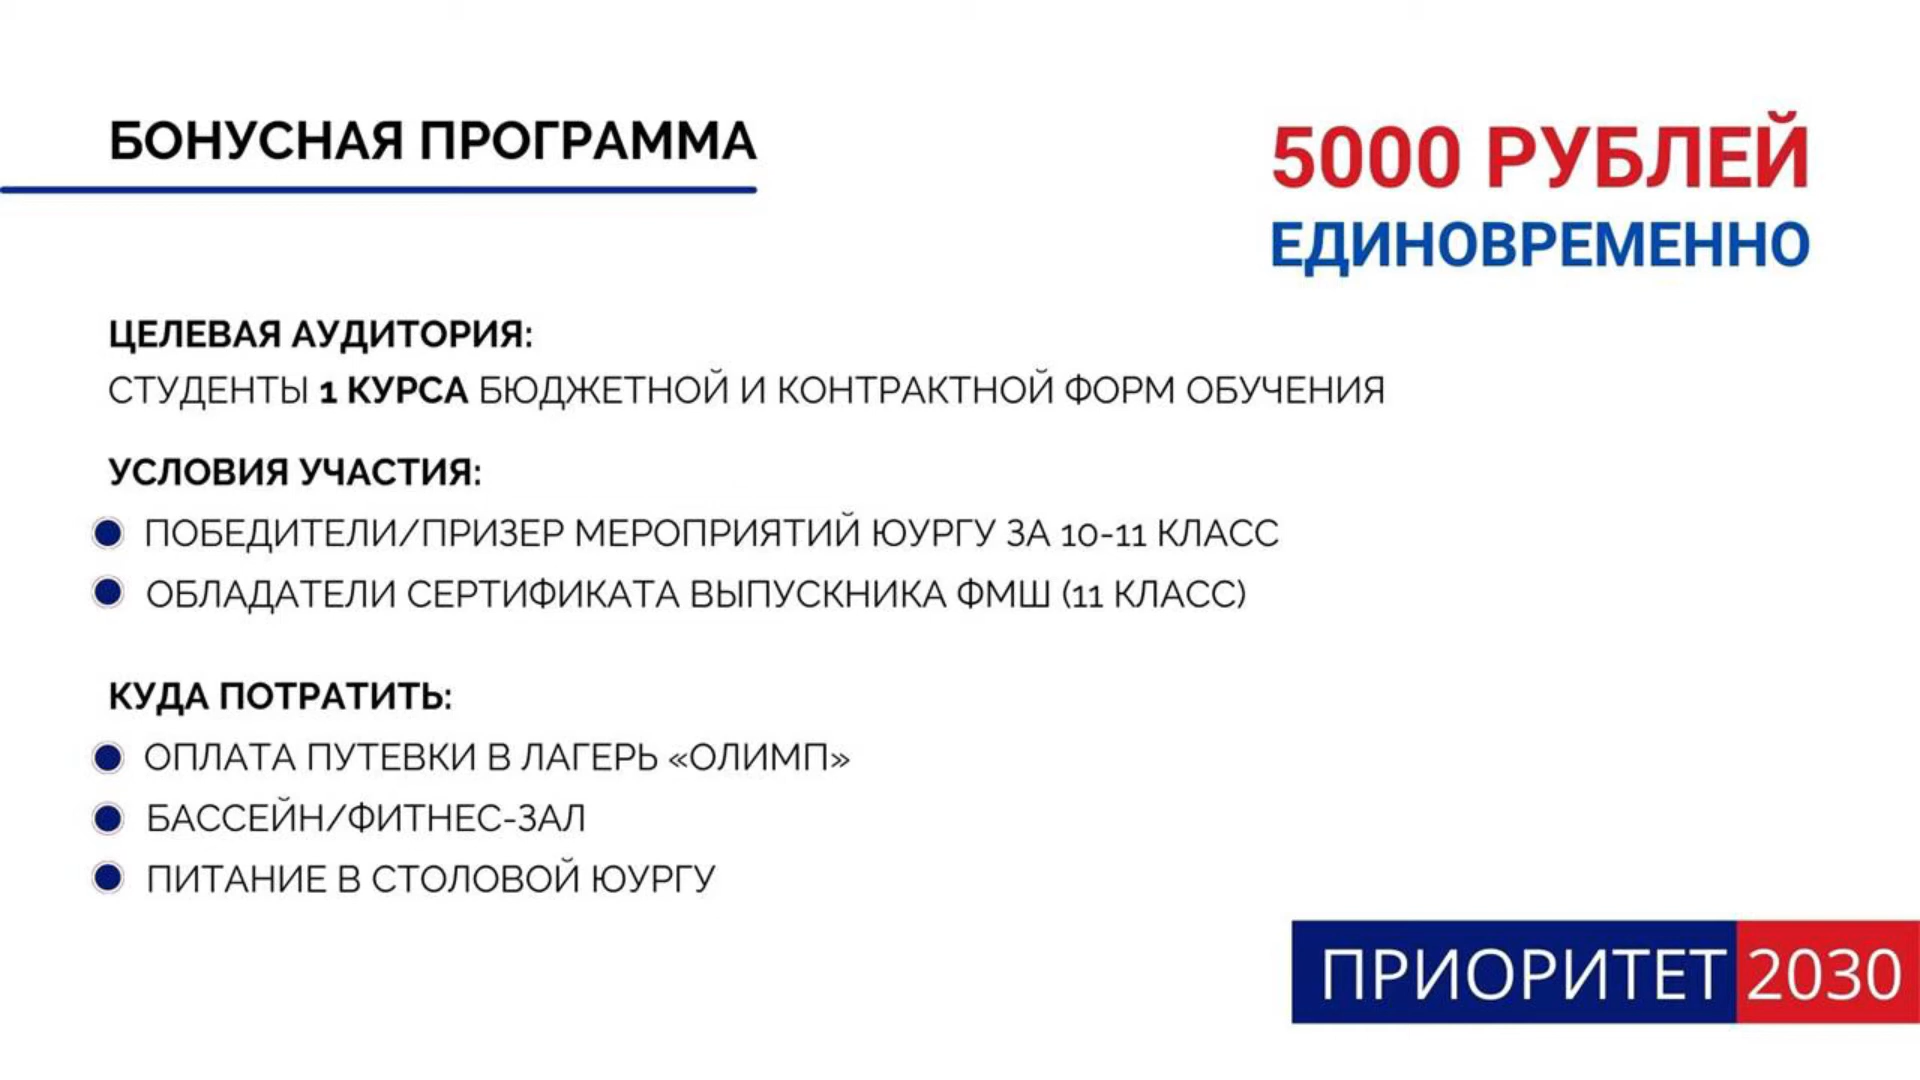 БОНУСНАЯ ПРОГРАММА
5000 РУБЛЕЙ
ЕДИНОВРЕМЕННО
ЦЕЛЕВАЯ АУДИТОРИЯ:
СТУДЕНТЫ 1 КУРСА БЮДЖЕТНОЙ И КОНТРАКТНОЙ ФОРМ ОБУЧЕНИЯ
УСЛОВИЯ УЧАСТИЯ:
ПОБЕДИТЕЛИ/ПРИЗЕР МЕРОПРИЯТИЙ ЮУРГУ ЗА 10-11 КЛАСС
ОБЛАДАТЕЛИ СЕРТИФИКАТА ВЫПУСКНИКА ФМШ (11 КЛАСС)
КУДА ПОТРАТИТЬ:
ОПЛАТА ПУТЕВКИ В ЛАГЕРЬ «ОЛИМП»
БАССЕЙН/ФИТНЕС-ЗАЛ
ПИТАНИЕ В СТОЛОВОЙ ЮУРГУ
ПРИОРИТЕТ 2030